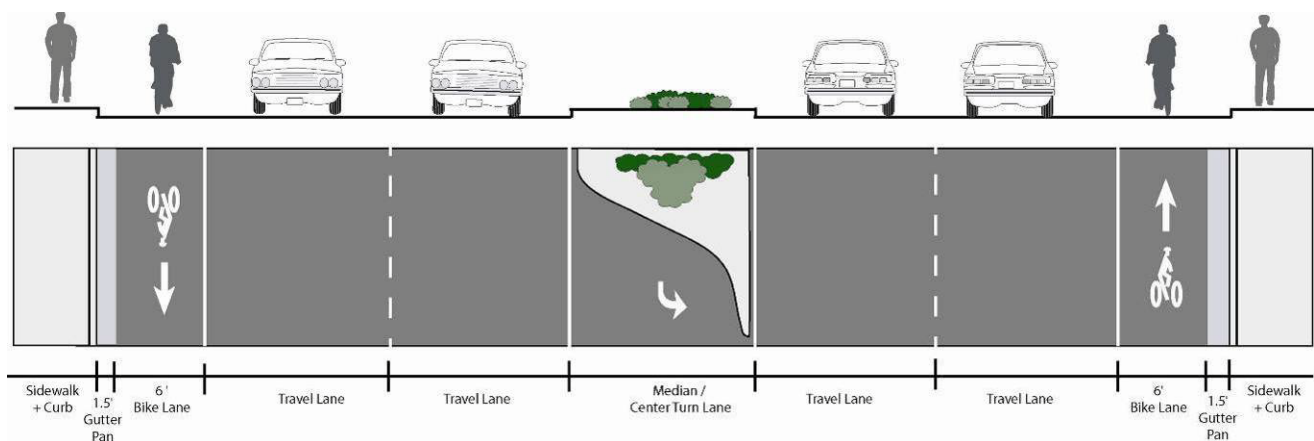 Sidewalk
+ Curb
1.5'
Gutter
Pan
6 '
Bike Lane
Travel Lane
Travel Lane
Median /
Center Turn Lane
Travel Lane
Travel Lane
6'
Bike Lane
1.5'
Gutter
Pan
Sidewalk
+ Curb